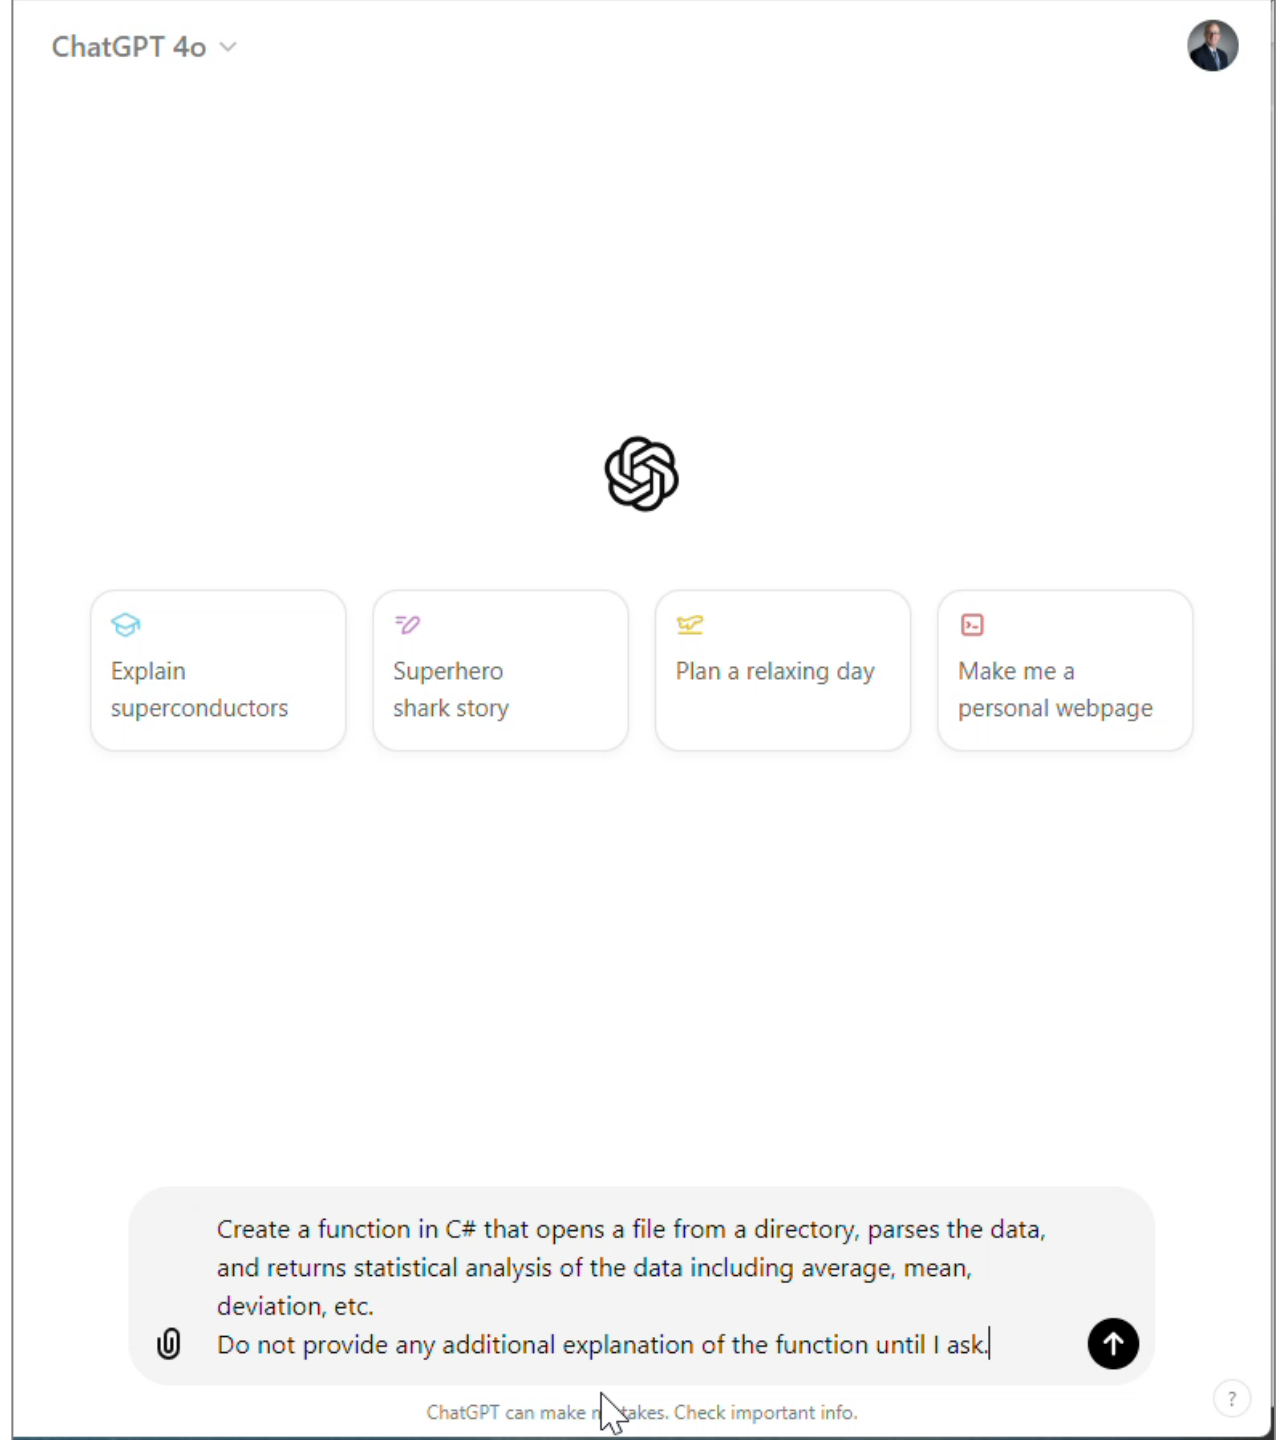 ChatGPT 4o
Explain
superconductors
Superhero
shark story
Plan a relaxing day
Make me a
personal webpage
Create a function in C# that opens a file from a directory, parses the data,
and returns statistical analysis of the data including average, mean,
deviation, etc.
Do not provide any additional explanation of the function until I ask.
ChatGPT can make mistakes. Check important info.
?